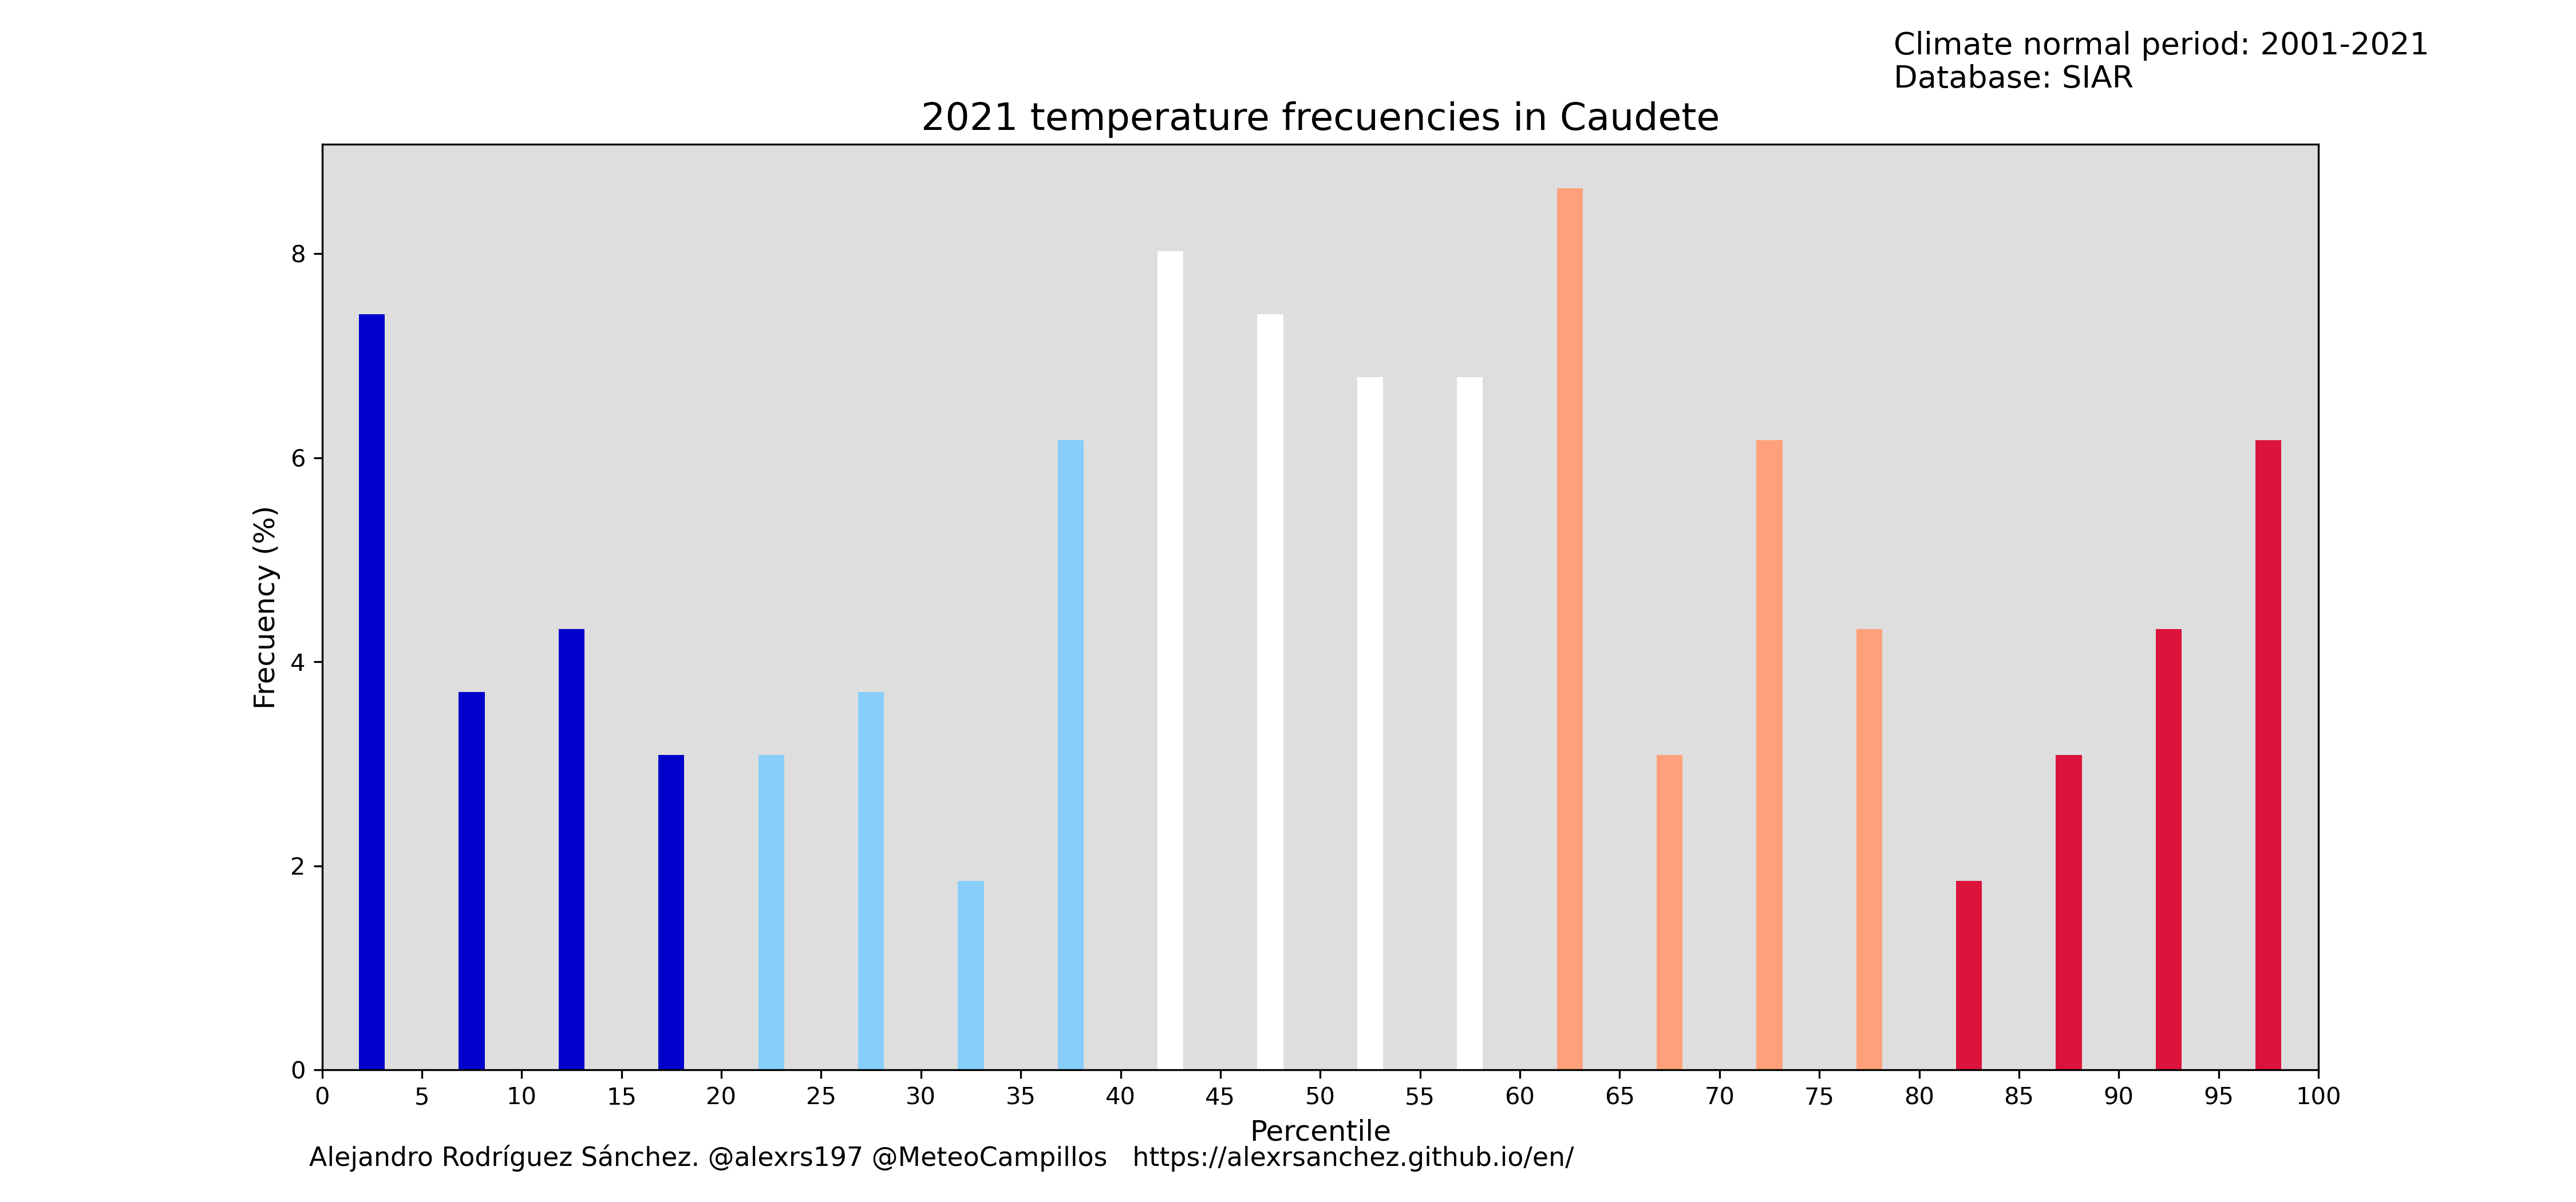 Climate normal period: 2001-2021
Database: SIAR
2021 temperature frecuencies in Caudete
Frecuency (%)
8
6
4
2
0
0 5 10 15 20 25 30 35 40 45 50 55 60 65 70 75 80 85 90 95 100
Percentile
Alejandro Rodríguez Sánchez. @alexrs197 @MeteoCampillos https://alexrsanchez.github.io/en/